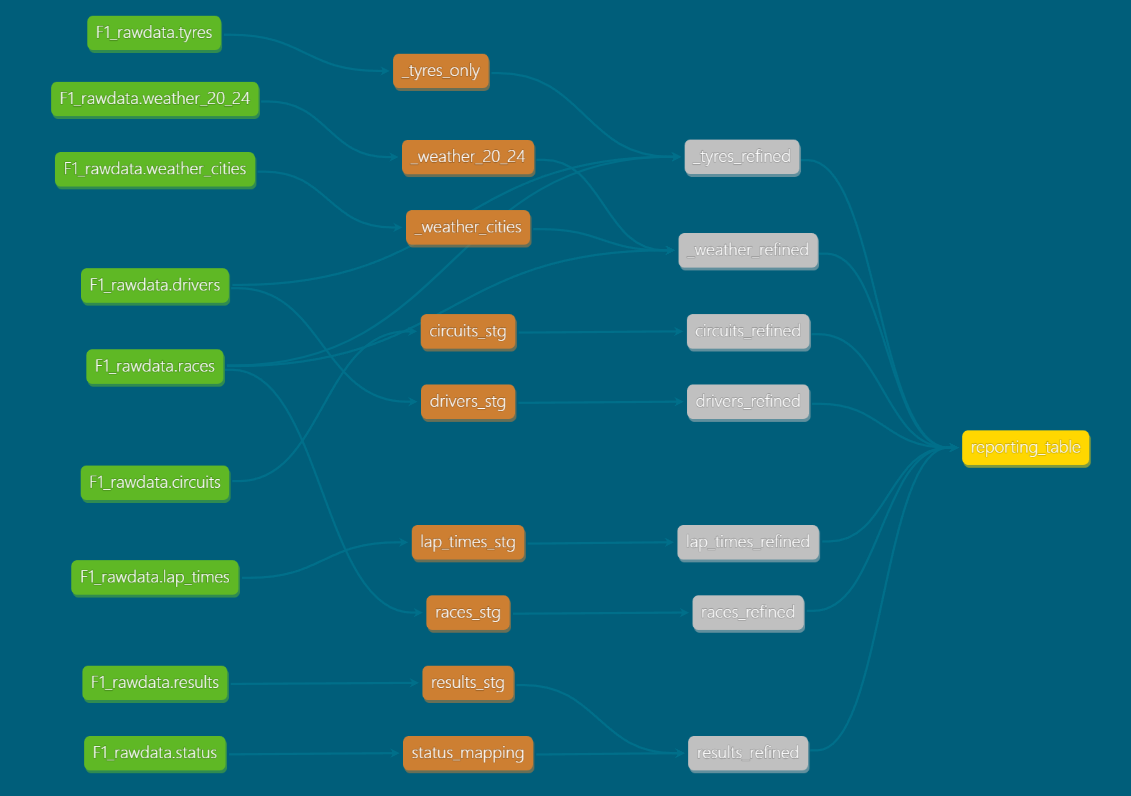 F1_rawdata.tyres
F1_rawdata.weather_20_24
F1_rawdata.weather_cities
F1_rawdata.drivers
F1_rawdata.races
F1_rawdata.circuits
F1_rawdata.lap_times
F1_rawdata.results
F1_rawdata.status
_tyres_only
_weather_20_24
_weather_cities
circuits_stg
drivers_stg
lap_times_stg
races_stg
results_stg
status_mapping
_tyres_refined
_weather_refined
circuits_refined
drivers_refined
lap_times_refined
races_refined
results_refined
reporting_table